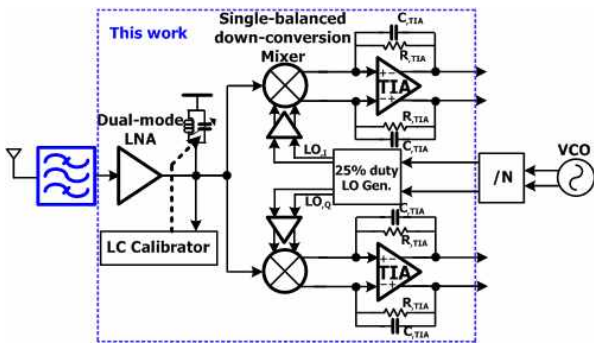 This work
Single-balanced
down-conversion
Mixer
C,TIA
R,TIA
TIA
R,TIA
C,TIA
Dual-mode
LNA
LO,I
25% duty
LO Gen.
LO,Q
/N
VCO
LC Calibrator
C,TIA
R,TIA
TIA
R,TIA
C,TIA